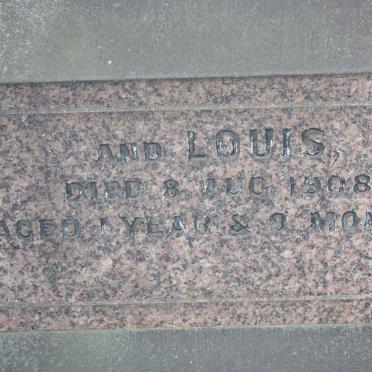 AND LOUIS,
DIED 8 AUG 1908
AGED 1 YEAR & 9 MON